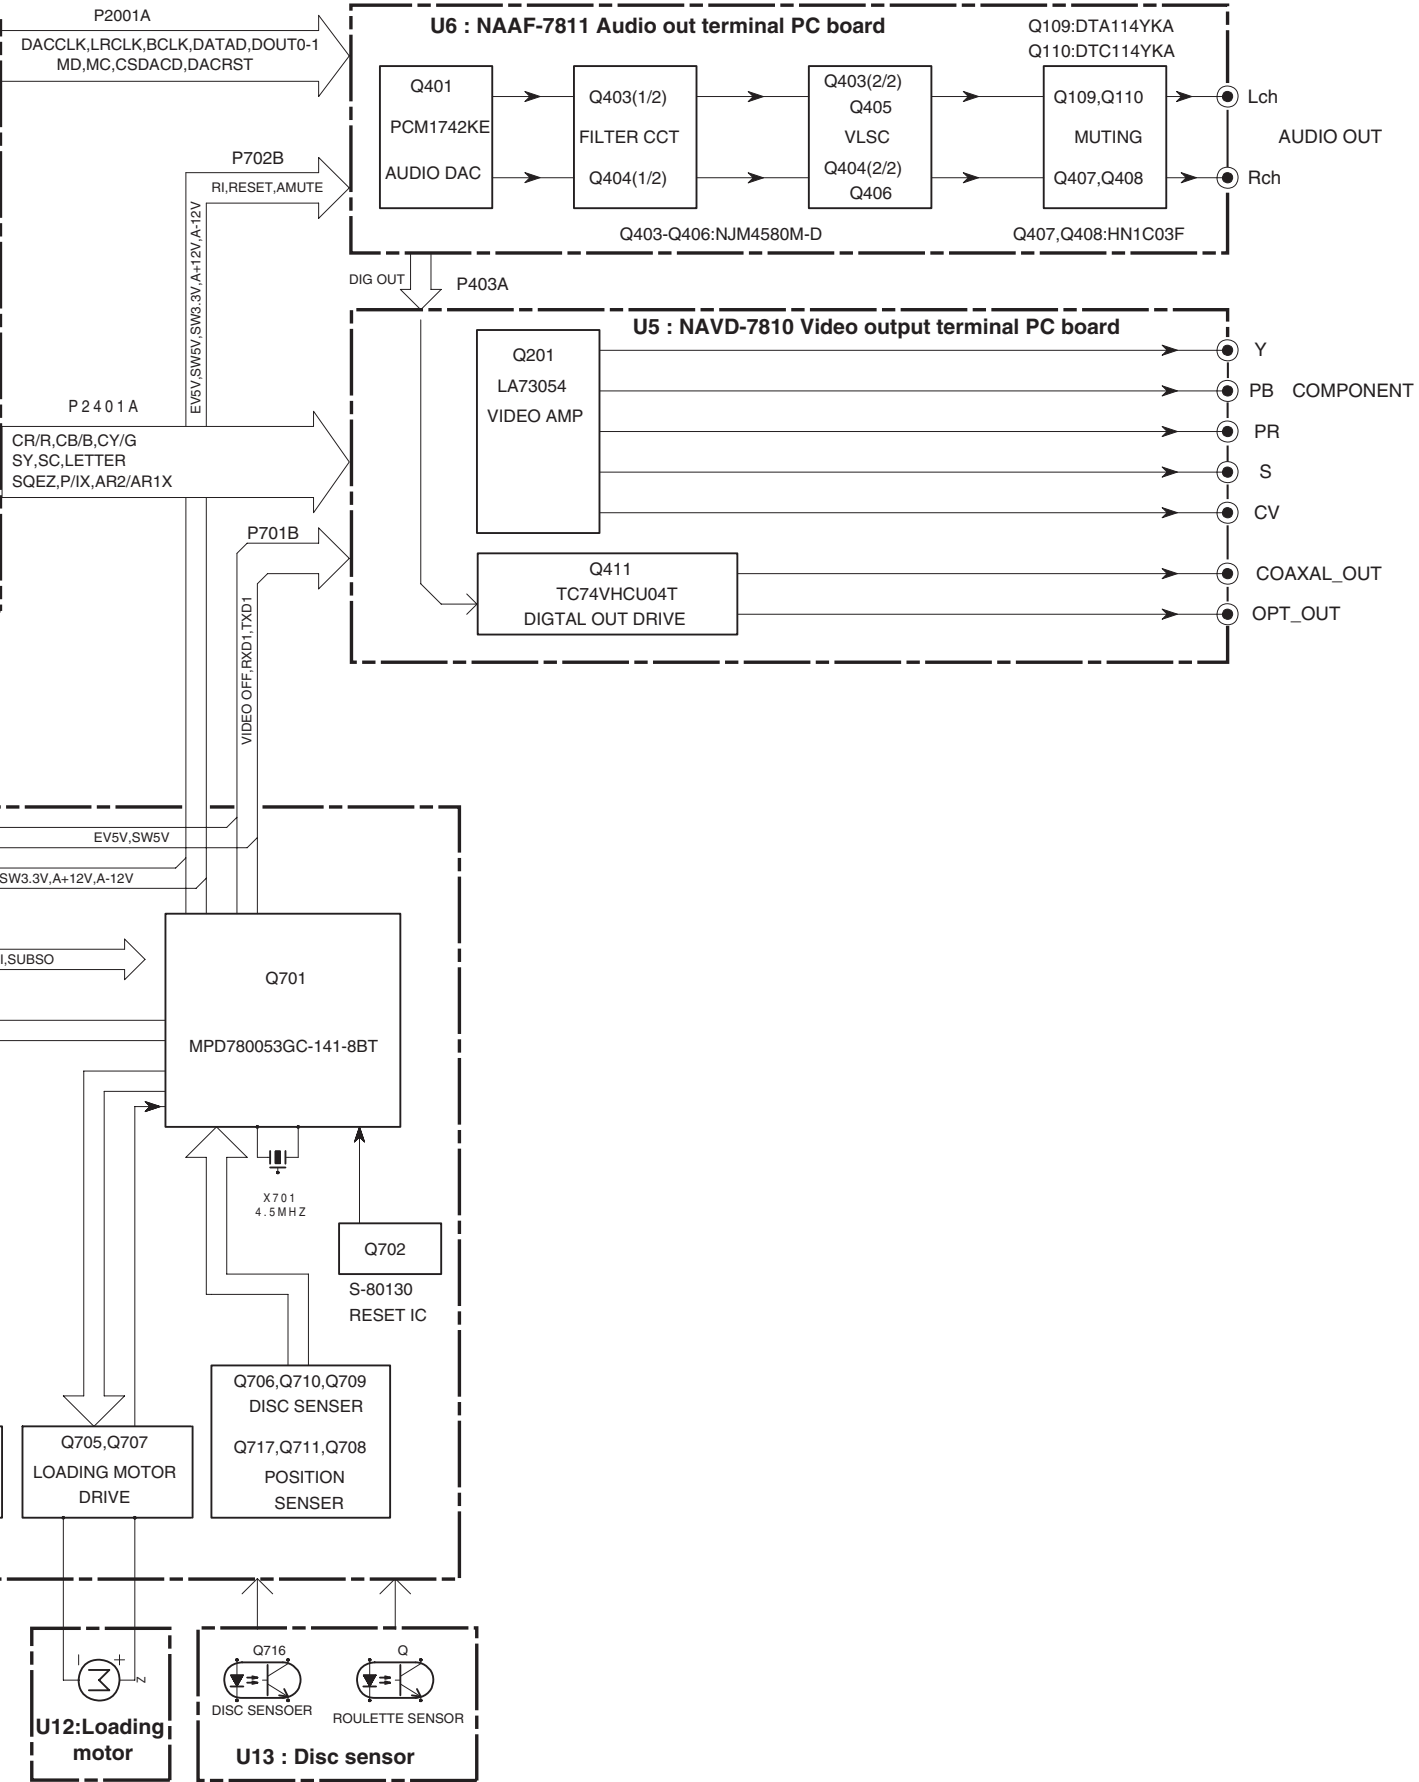 P2001A
DACCLK,LRCLK,BCLK,DATAD,DOUT0-1
MD,MC,CSDACD,DACRST
U6 : NAAF-7811 Audio out terminal PC board
Q109:DTA114YKA
Q110:DTC114YKA
Q401
PCM1742KE
AUDIO DAC
Q403(1/2)
FILTER CCT
Q404(1/2)
Q403(2/2)
Q405
VLSC
Q404(2/2)
Q406
Q109,Q110
MUTING
Q407,Q408
Lch
AUDIO OUT
Rch
Q403-Q406:NJM4580M-D
Q407,Q408:HN1C03F
P702B
RI,RESET,AMUTE
EV5V,SW5V,SW3.3V,A+12V,A-12V
DIG OUT
P403A
U5 : NAVD-7810 Video output terminal PC board
Q201
LA73054
VIDEO AMP
Y
PB COMPONENT
PR
S
CV
P2401A
CR/R,CB/B,CY/G
SY,SC,LETTER
SQEZ,P/IX,AR2/AR1X
P701B
VIDEO OFF,RXD1,TXD1
Q411
TC74VHCU04T
DIGTAL OUT DRIVE
COAXAL_OUT
OPT_OUT
EV5V,SW5V
SW3.3V,A+12V,A-12V
I,SUBSO
Q701
MPD780053GC-141-8BT
X701
4.5MHZ
Q702
S-80130
RESET IC
Q706,Q710,Q709
DISC SENSER
Q717,Q711,Q708
POSITION
SENSER
Q705,Q707
LOADING MOTOR
DRIVE
M
- +
Z
U12:Loading
motor
Q716
DISC SENSOER
Q
ROULETTE SENSOR
U13 : Disc sensor